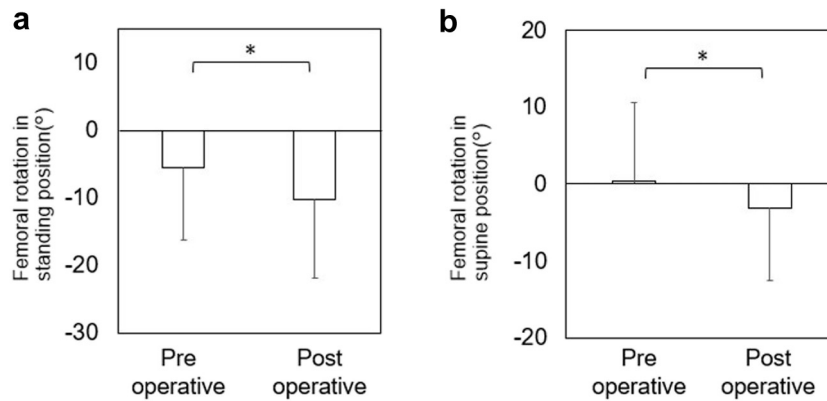 a
Femoral rotation in
standing position(°)
10
0
-10
-20
-30
*
Pre
operative
Post
operative
b
Femoral rotation in
supine position(°)
20
10
0
-10
-20
*
Pre
operative
Post
operative